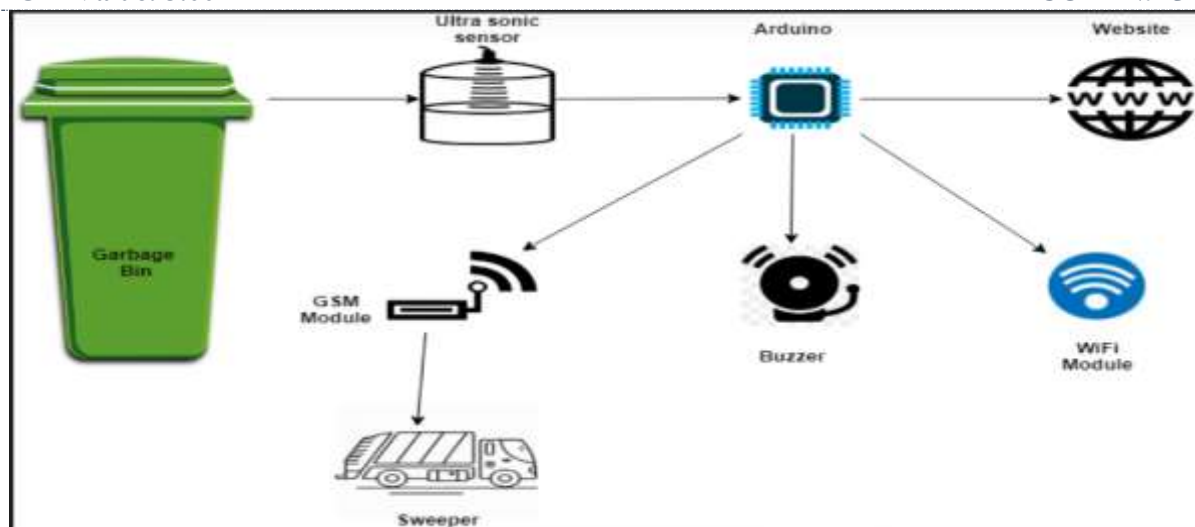 Ultra sonic
sensor
Arduino
Website
W W W
Garbage
Bin
GSM
Module
Buzzer
WiFi
Module
Sweeper